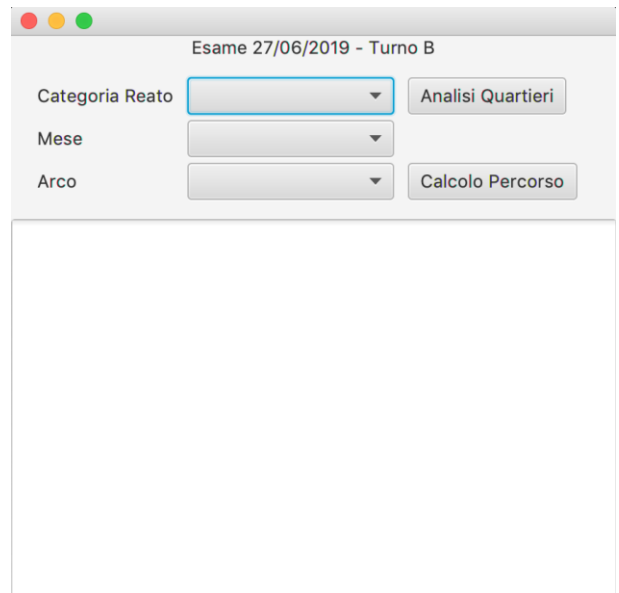 Esame 27/06/2019 - Turno B
Categoria Reato Analisi Quartieri
Mese
Arco Calcolo Percorso